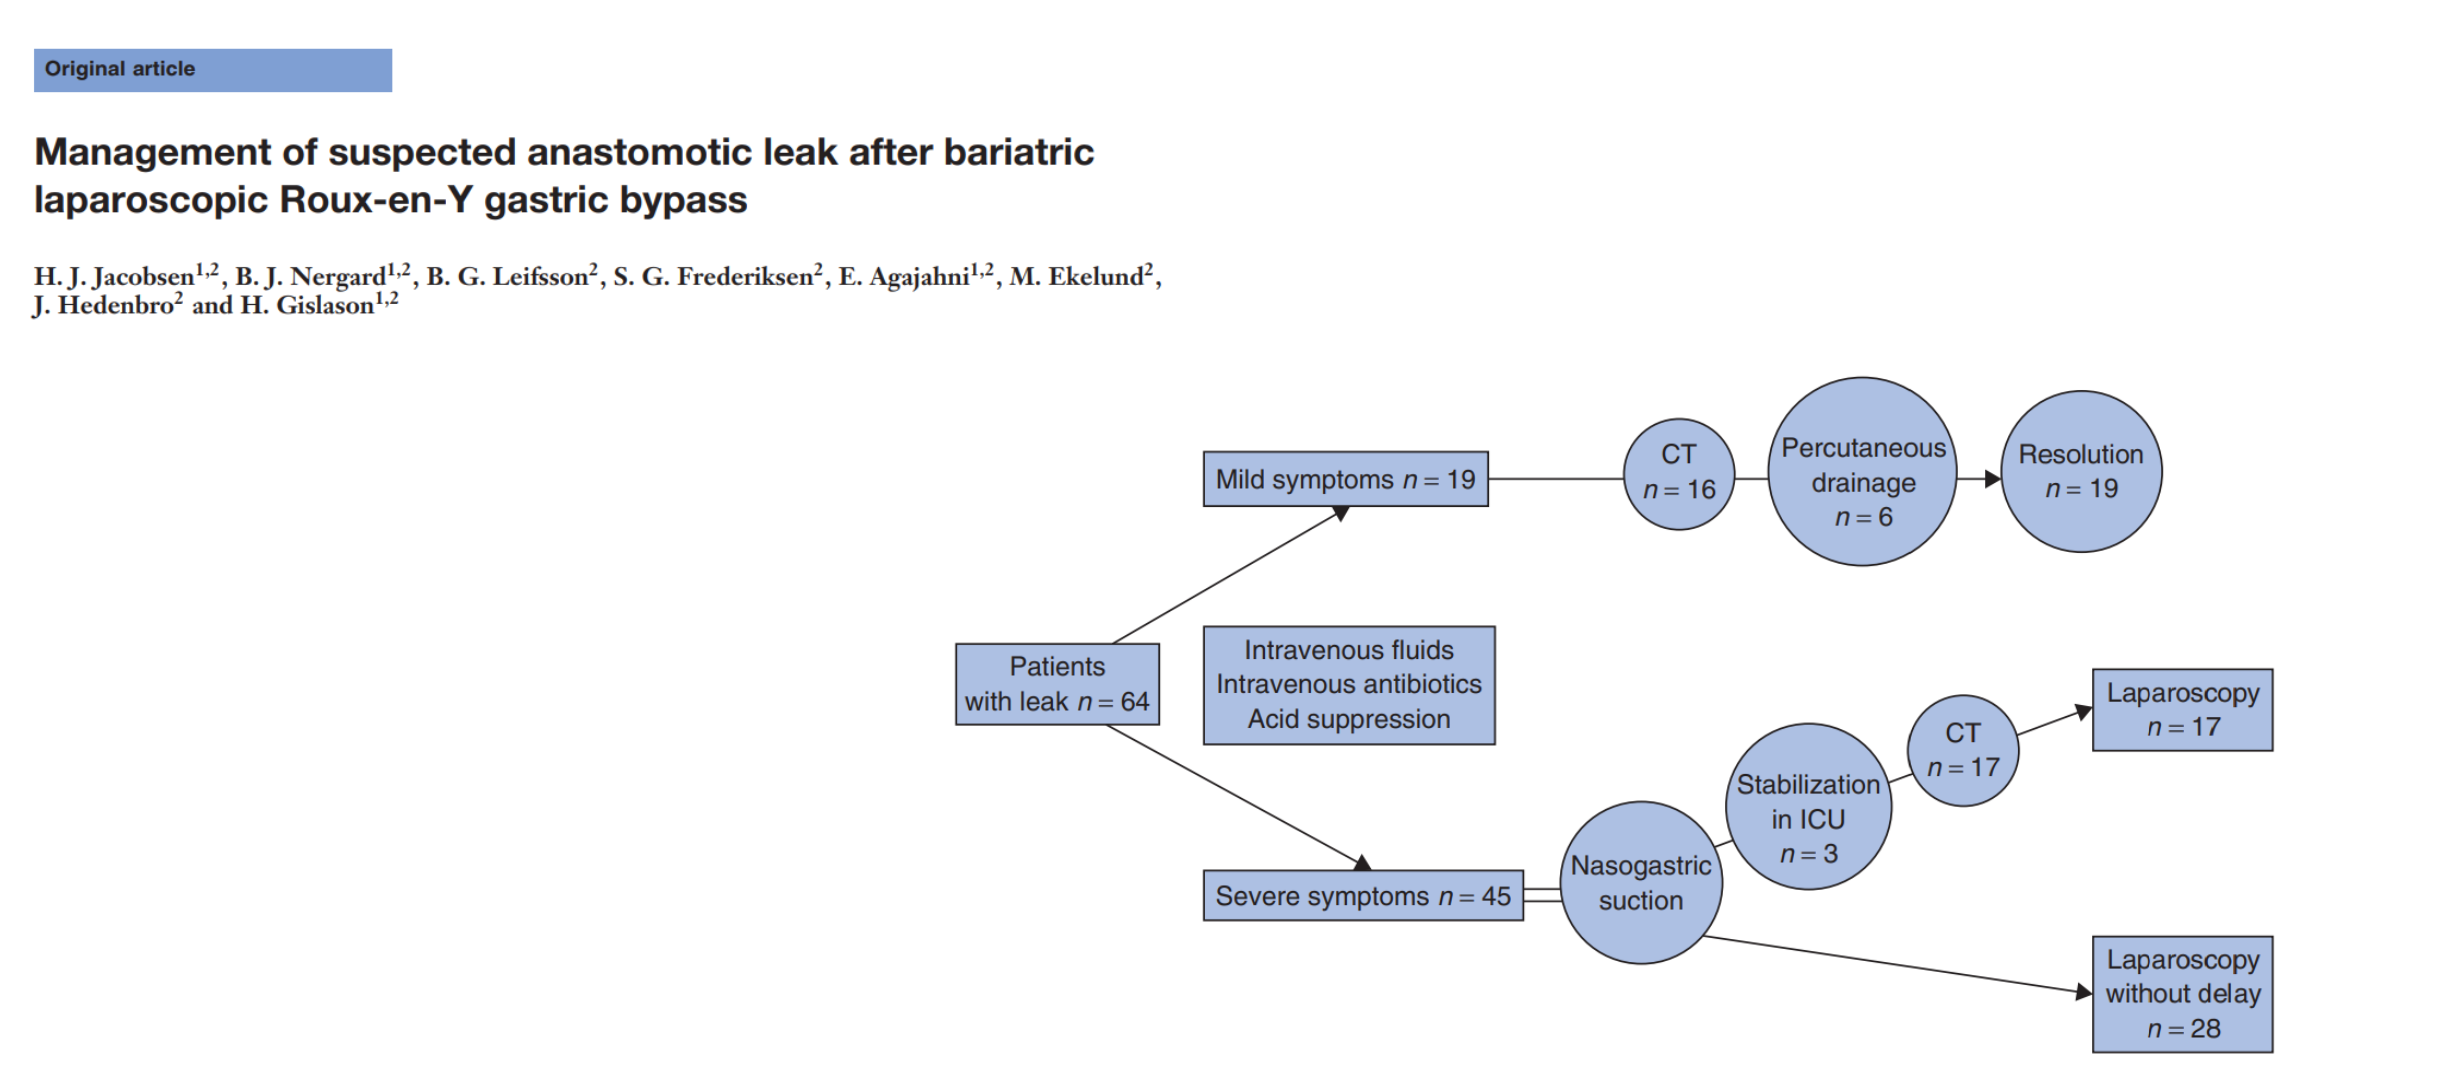 Original article
Management of suspected anastomotic leak after bariatric
laparoscopic Roux-en-Y gastric bypass
H. J. Jacobsen1,2, B. J. Nergard1,2, B. G. Leifsson2, S. G. Frederiksen2, E. Agajahni1,2, M. Ekelund2,
J. Hedenbro2 and H. Gislason1,2
Mild symptoms n = 19
CT
n = 16
Percutaneous
drainage
n = 6
Resolution
n = 19
Patients
with leak n = 64
Intravenous fluids
Intravenous antibiotics
Acid suppression
Severe symptoms n = 45
Nasogastric
suction
Stabilization
in ICU
n = 3
CT
n = 17
Laparoscopy
n = 17
Laparoscopy
without delay
n = 28